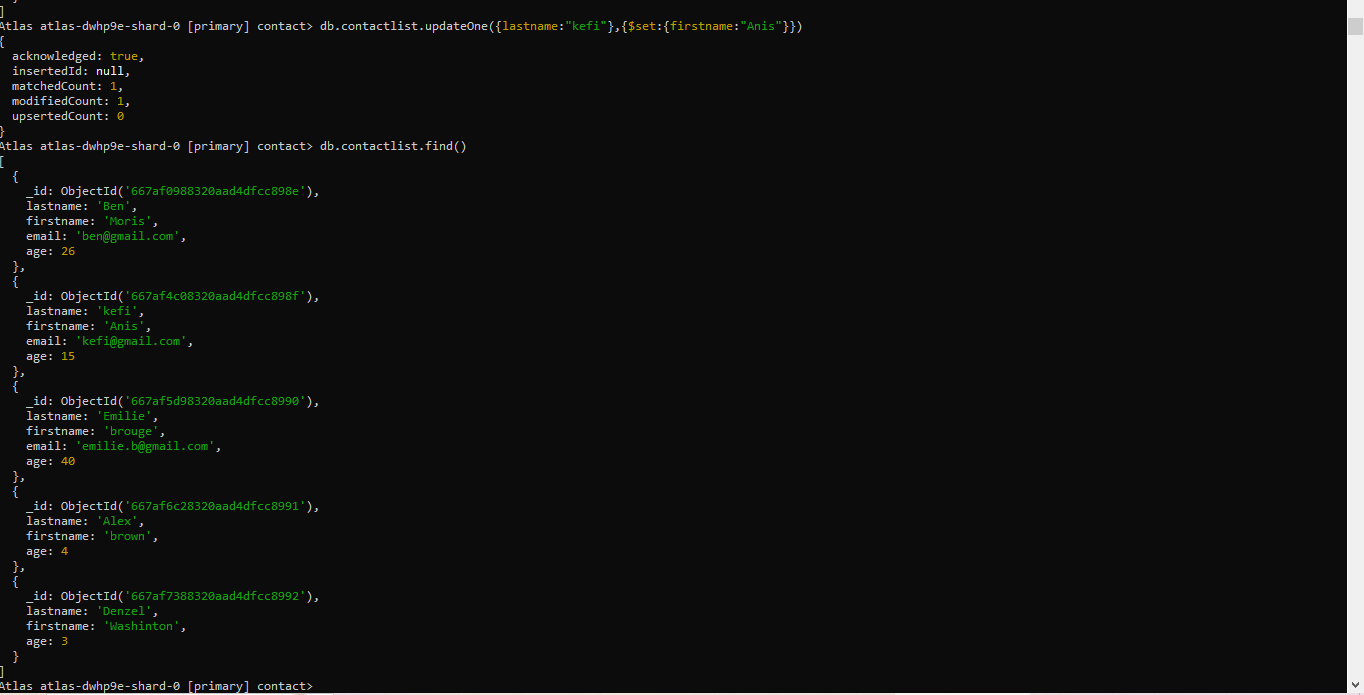 ]
Atlas atlas-dwhp9e-shard-0 [primary] contact> db.contactlist.updateOne({lastname:"kefi"},{$set:{firstname:"Anis"}})
{
  acknowledged: true,
  insertedId: null,
  matchedCount: 1,
  modifiedCount: 1,
  upsertedCount: 0
}
Atlas atlas-dwhp9e-shard-0 [primary] contact> db.contactlist.find()
[
  {
    _id: ObjectId('667af0988320aad4dfcc898e'),
    lastname: 'Ben',
    firstname: 'Moris',
    email: 'ben@gmail.com',
    age: 26
  },
  {
    _id: ObjectId('667af4c08320aad4dfcc898f'),
    lastname: 'kefi',
    firstname: 'Anis',
    email: 'kefi@gmail.com',
    age: 15
  },
  {
    _id: ObjectId('667af5d98320aad4dfcc8990'),
    lastname: 'Emilie',
    firstname: 'brouge',
    email: 'emilie.b@gmail.com',
    age: 40
  },
  {
    _id: ObjectId('667af6c28320aad4dfcc8991'),
    lastname: 'Alex',
    firstname: 'brown',
    age: 4
  },
  {
    _id: ObjectId('667af7388320aad4dfcc8992'),
    lastname: 'Denzel',
    firstname: 'Washinton',
    age: 3
  }
]
Atlas atlas-dwhp9e-shard-0 [primary] contact>